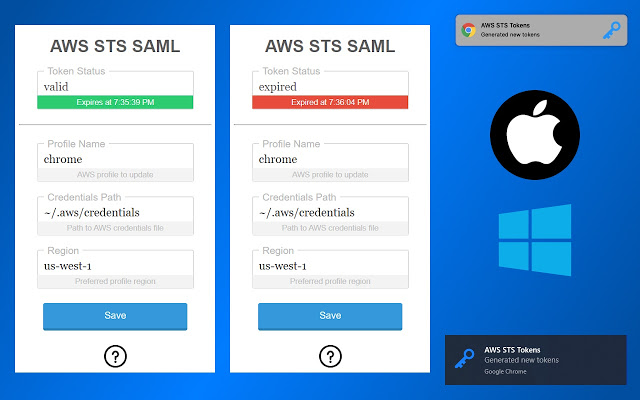 AWS STS SAML
Token Status
valid
Expires at 7:35:39 PM
Profile Name
chrome
AWS profile to update
Credentials Path
~/.aws/credentials
Path to AWS credentials file
Region
us-west-1
Preferred profile region
Save
?
AWS STS SAML
Token Status
expired
Expired at 7:36:04 PM
Profile Name
chrome
AWS profile to update
Credentials Path
~/.aws/credentials
Path to AWS credentials file
Region
us-west-1
Preferred profile region
Save
?
AWS STS Tokens
Generated new tokens
AWS STS Tokens
Generated new tokens
Google Chrome